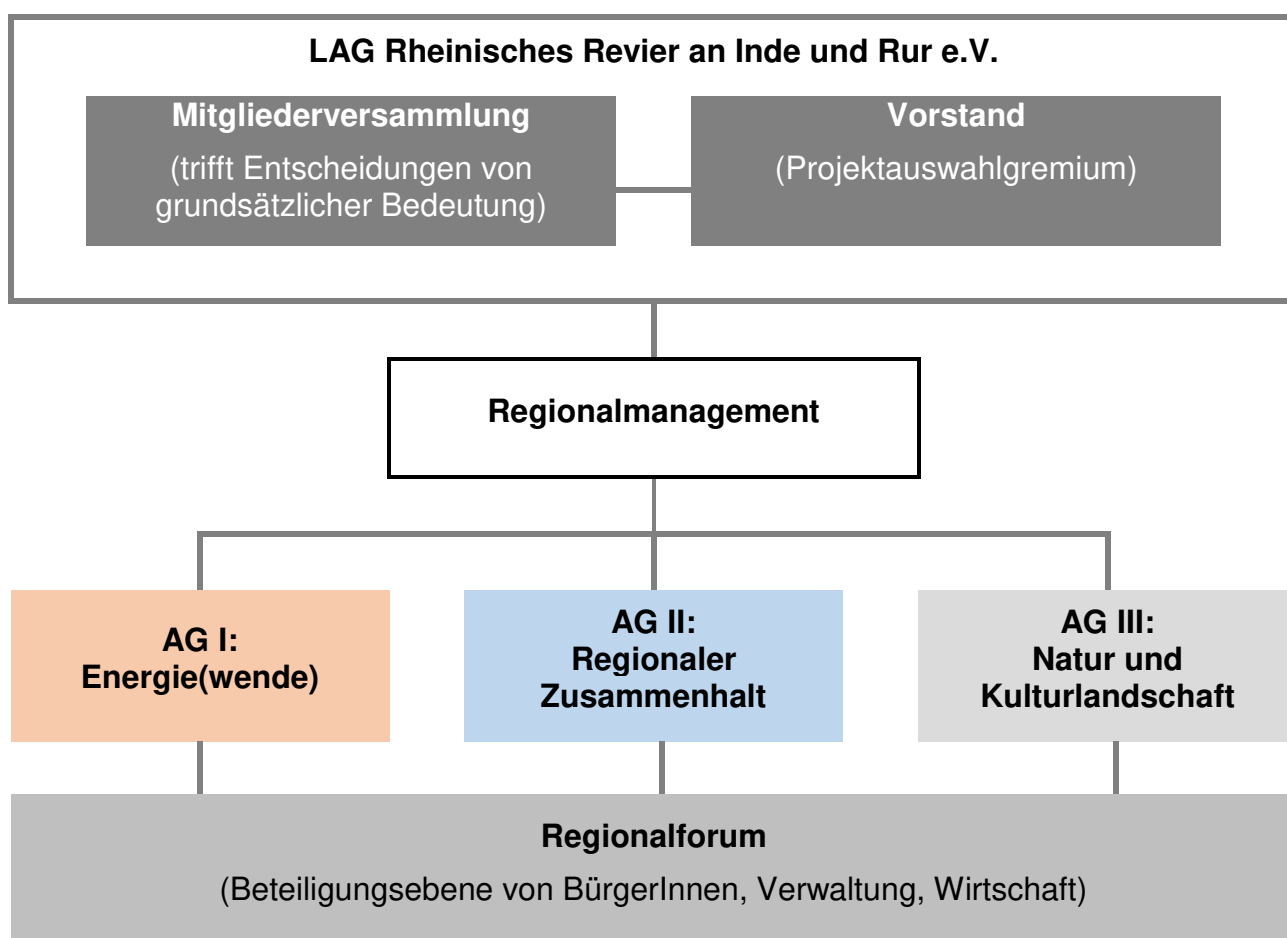 LAG Rheinisches Revier an Inde und Rur e.V.
Mitgliederversammlung
(trifft Entscheidungen von
grundsätzlicher Bedeutung)
Vorstand
(Projektauswahlgremium)
Regionalmanagement
AG I:
Energie(wende)
AG II:
Regionaler
Zusammenhalt
AG III:
Natur und
Kulturlandschaft
Regionalforum
(Beteiligungsebene von BürgerInnen, Verwaltung, Wirtschaft)